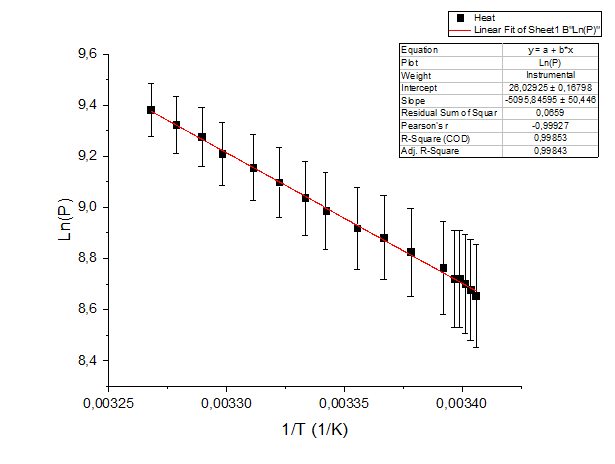 Heat
Linear Fit of Sheet1 B"Ln(P)"
Equation y = a + b*x
Plot Ln(P)
Weight Instrumental
Intercept 26,02925 ± 0,16798
Slope -5095,84595 ± 50,446
Residual Sum of Squar 0,0659
Pearson's r -0,99927
R-Square (COD) 0,99853
Adj. R-Square 0,99843
9,6
9,4
9,2
9,0
8,8
8,6
8,4
Ln(P)
0,00325 0,00330 0,00335 0,00340
1/T (1/K)